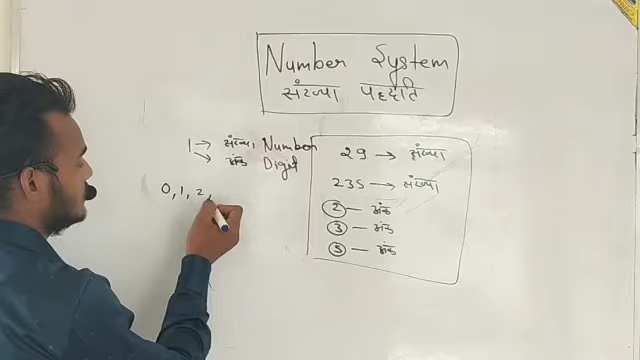 Number System
संख्या पद्धति
1 → संख्या Number
→ अंक Digit
0, 1, 2,
29 → संख्या
235 → संख्या
2 — अंक
3 — अंक
5 — अंक